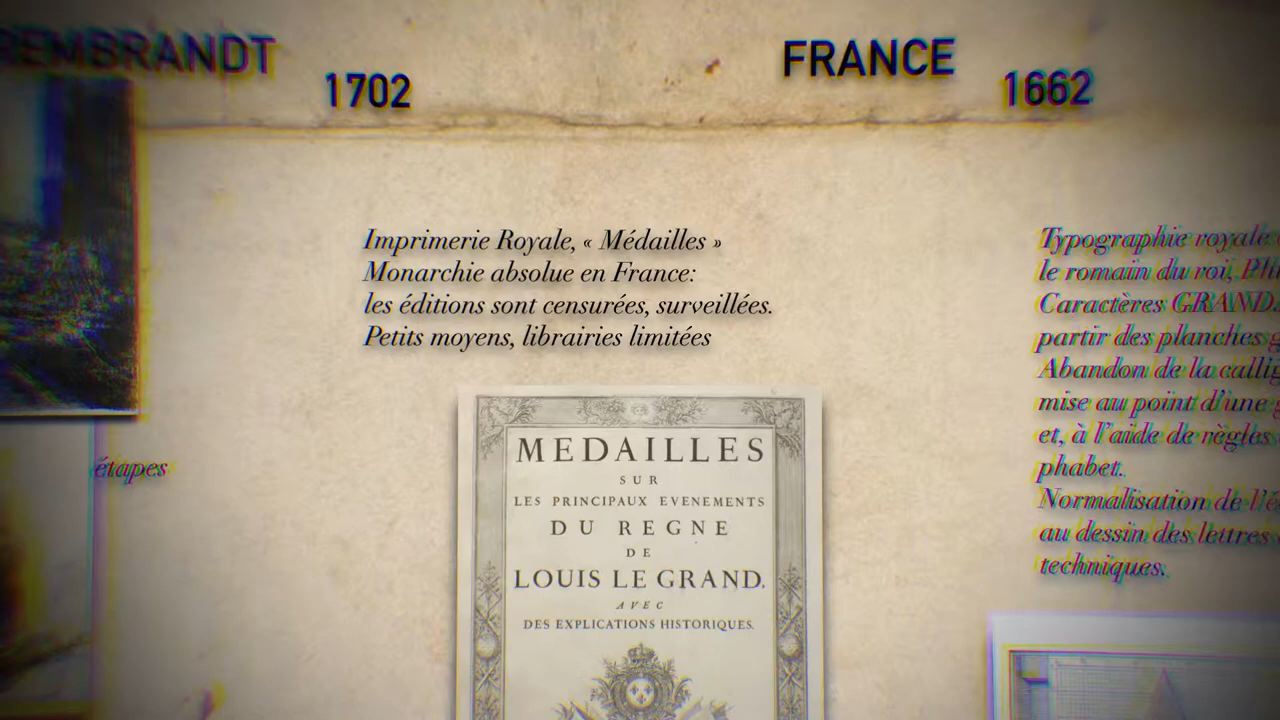 REMBRANDT
1702
FRANCE
1662
Imprimerie Royale, « Médailles »
Monarchie absolue en France:
les éditions sont censurées, surveillées.
Petits moyens, librairies limitées
étapes
MEDAILLES
SUR
LES PRINCIPAUX EVENEMENTS
DU REGNE
DE
LOUIS LE GRAND.
AVEC
DES EXPLICATIONS HISTORIQUES.
Typographie royale
le romain du roi,
Caractères
partir des planches
Abandon de la
mise au point d'une
et, à l'aide de règles
phabet.
Normalisation de
au dessin des lettres
techniques.